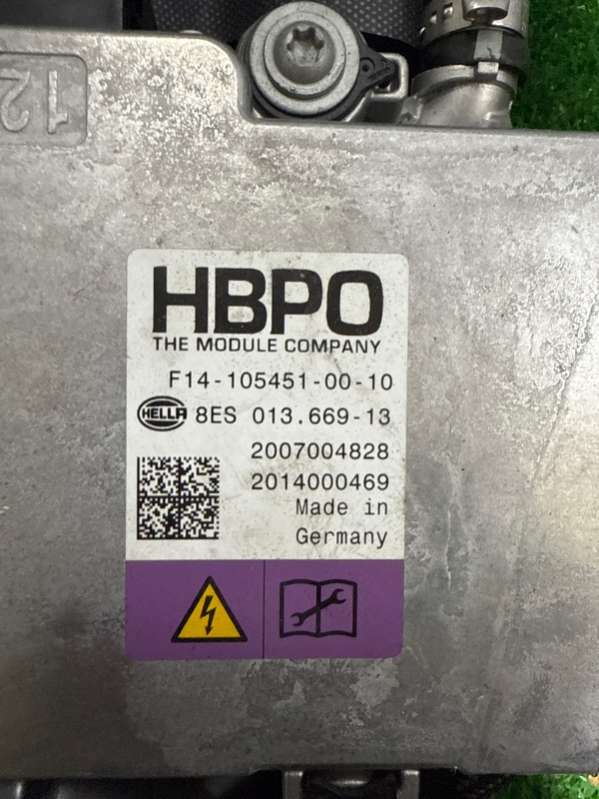 12
HBPO
THE MODULE COMPANY
F14-105451-00-10
HELLA 8ES 013.669-13
2007004828
2014000469
Made in
Germany